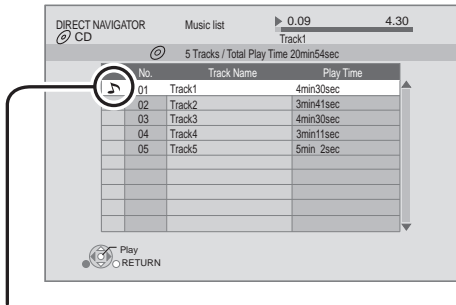 DIRECT NAVIGATOR Music list 0.09 4.30
CD Track1
5 Tracks / Total Play Time 20min54sec
No. Track Name Play Time
01 Track1 4min30sec
02 Track2 3min41sec
03 Track3 4min30sec
04 Track4 3min11sec
05 Track5 5min 2sec
Play
RETURN